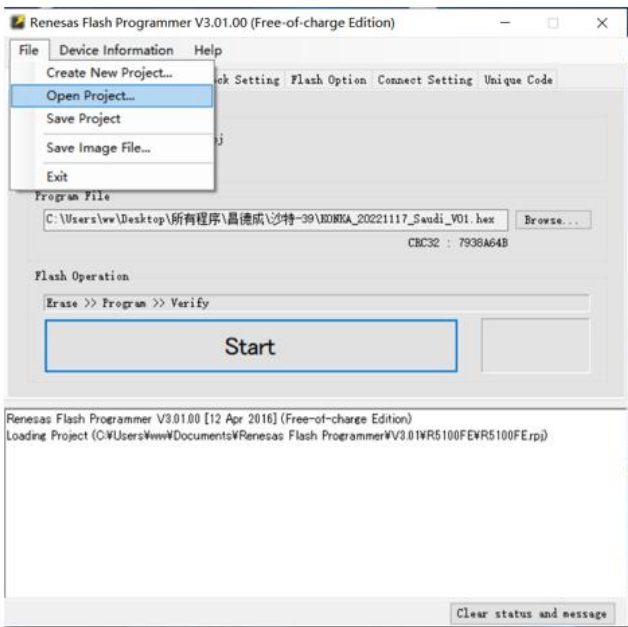 Renesas Flash Programmer V3.01.00 (Free-of-charge Edition)
File Device Information Help
Create New Project...
Open Project...
Save Project
Save Image File...
Exit
Setting Flash Option Connect Setting Unique Code
Program File
C:\Users\ww\Desktop\所有程序\昌德成\沙特-39\KONKA_20221117_Saudi_V01.hex Browse...
CRC32 : 7938A64B
Flash Operation
Erase >> Program >> Verify
Start
Renesas Flash Programmer V3.01.00 [12 Apr 2016] (Free-of-charge Edition)
Loading Project (C:¥Users¥ww¥Documents¥Renesas Flash Programmer¥V3.01¥R5100FE¥R5100FE.rpj)
Clear status and message